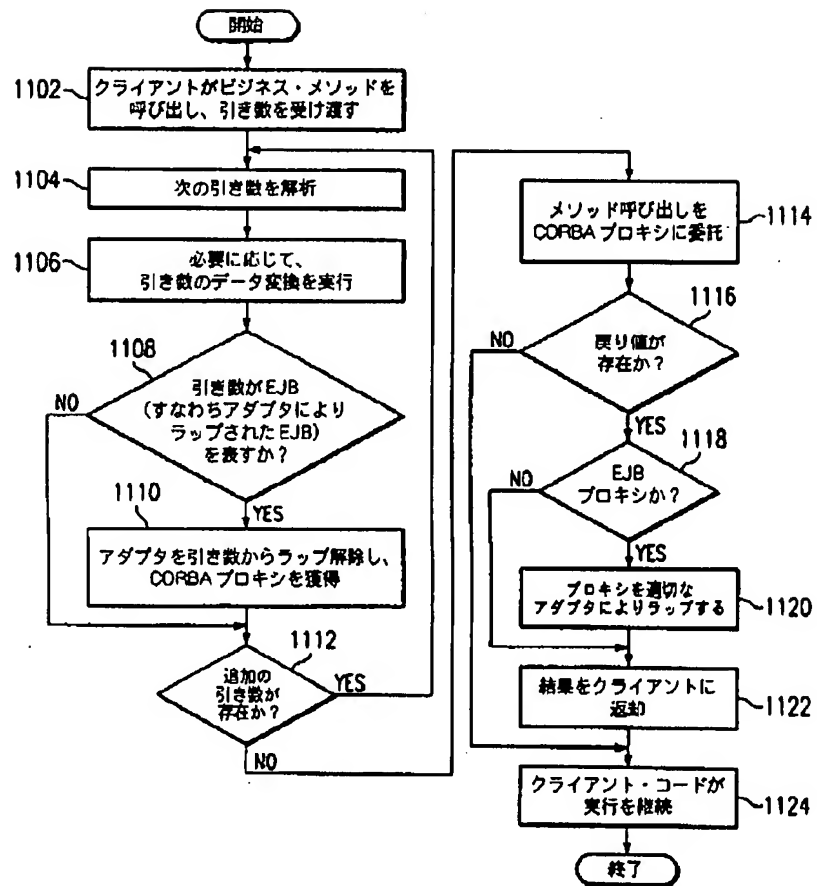 開始
1102
クライアントがビジネス・メソッドを
呼び出し、引き数を受け渡す
1104
次の引き数を解析
1106
必要に応じて、
引き数のデータ変換を実行
1108
引き数がEJB
(すなわちアダプタにより
ラップされたEJB)
を表すか?
NO
YES
1110
アダプタを引き数からラップ解除し、
CORBAプロキシを獲得
1112
追加の
引き数が
存在か?
YES
NO
メソッド呼び出しを
CORBAプロキシに委託
1114
1116
戻り値が
存在か?
NO
YES
1118
EJB
プロキシか?
NO
YES
プロキシを適切な
アダプタによりラップする
1120
結果をクライアントに
返却
1122
クライアント・コードが
実行を継続
1124
終了